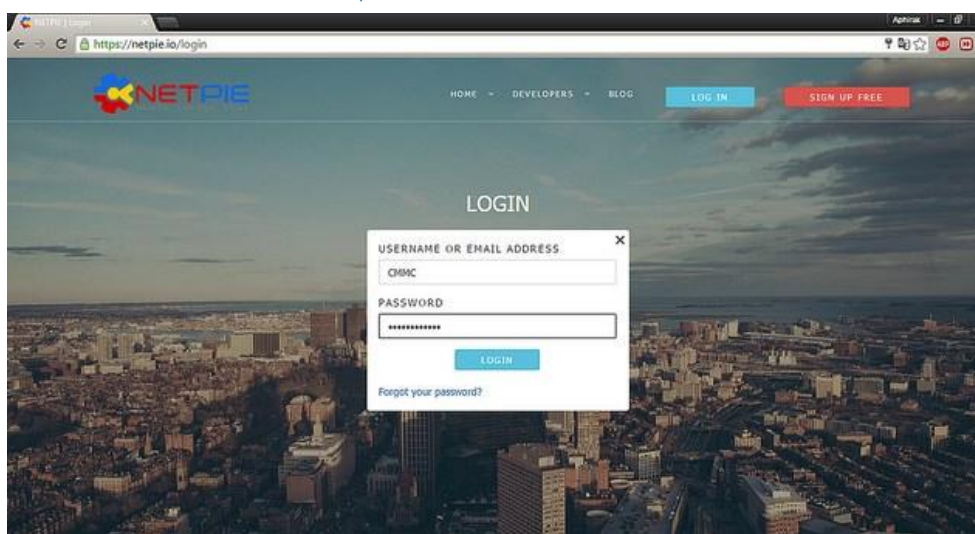 NETPIE | Login
Aphirak
https://netpie.io/login
NETPIE
HOME
DEVELOPERS
BLOG
LOG IN
SIGN UP FREE
LOGIN
USERNAME OR EMAIL ADDRESS
CMMC
PASSWORD
••••••••••••
LOGIN
Forgot your password?